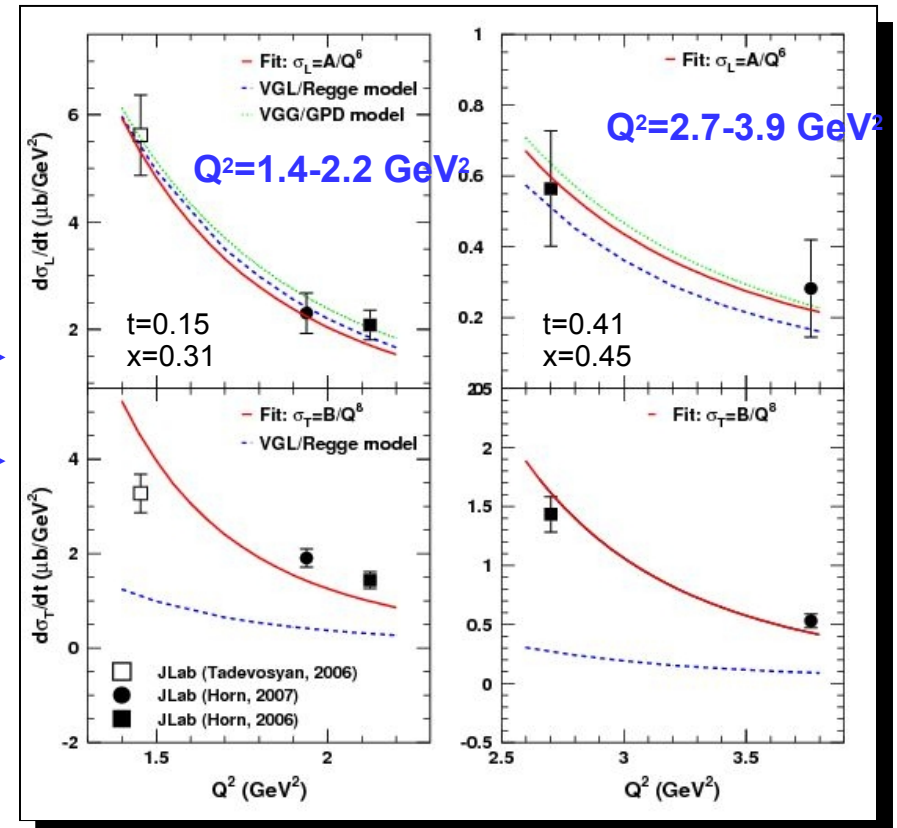 Fit: σL=A/Q⁶
VGL/Regge model
VGG/GPD model
Q²=1.4-2.2 GeV²
t=0.15
x=0.31
dσL/dt (μb/GeV²)
6
4
2
Fit: σL=A/Q⁶
Q²=2.7-3.9 GeV²
t=0.41
x=0.45
1
0.8
0.6
0.4
0.2
Fit: σT=B/Q⁸
VGL/Regge model
dσT/dt (μb/GeV²)
4
2
0
-2
JLab (Tadevosyan, 2006)
JLab (Horn, 2007)
JLab (Horn, 2006)
1.5
2
Q² (GeV²)
Fit: σT=B/Q⁸
2
1.5
1
0.5
0
-0.5
2.5
3
3.5
Q² (GeV²)